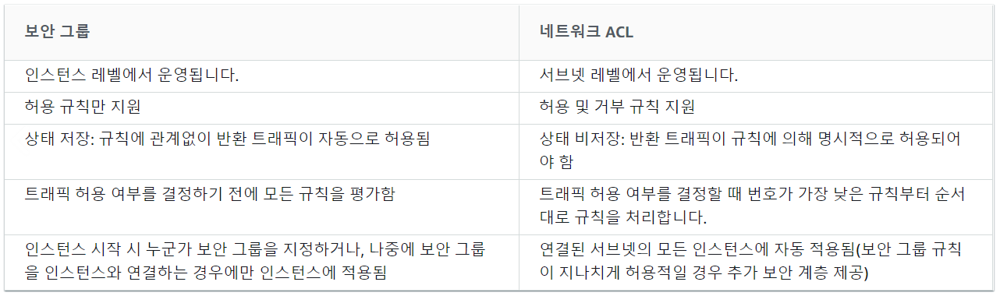 보안 그룹
네트워크 ACL
인스턴스 레벨에서 운영됩니다.
서브넷 레벨에서 운영됩니다.
허용 규칙만 지원
허용 및 거부 규칙 지원
상태 저장: 규칙에 관계없이 반환 트래픽이 자동으로 허용됨
상태 비저장: 반환 트래픽이 규칙에 의해 명시적으로 허용되어
야 함
트래픽 허용 여부를 결정하기 전에 모든 규칙을 평가함
트래픽 허용 여부를 결정할 때 번호가 가장 낮은 규칙부터 순서
대로 규칙을 처리합니다.
인스턴스 시작 시 누군가 보안 그룹을 지정하거나, 나중에 보안 그룹
을 인스턴스와 연결하는 경우에만 인스턴스에 적용됨
연결된 서브넷의 모든 인스턴스에 자동 적용됨(보안 그룹 규칙
이 지나치게 허용적일 경우 추가 보안 계층 제공)